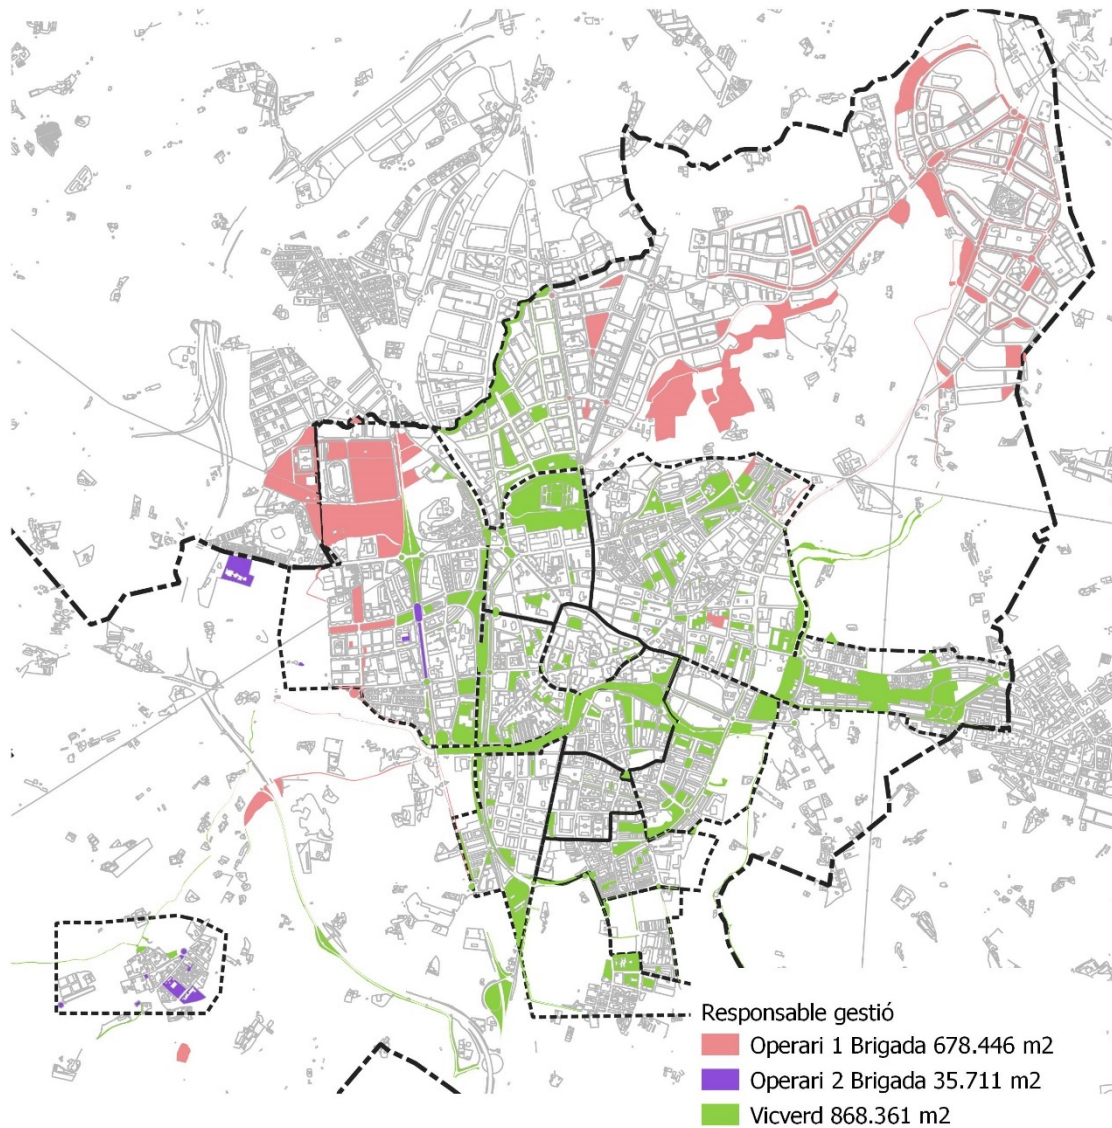 Responsable gestió
Operari 1 Brigada 678.446 m2
Operari 2 Brigada 35.711 m2
Vicverd 868.361 m2